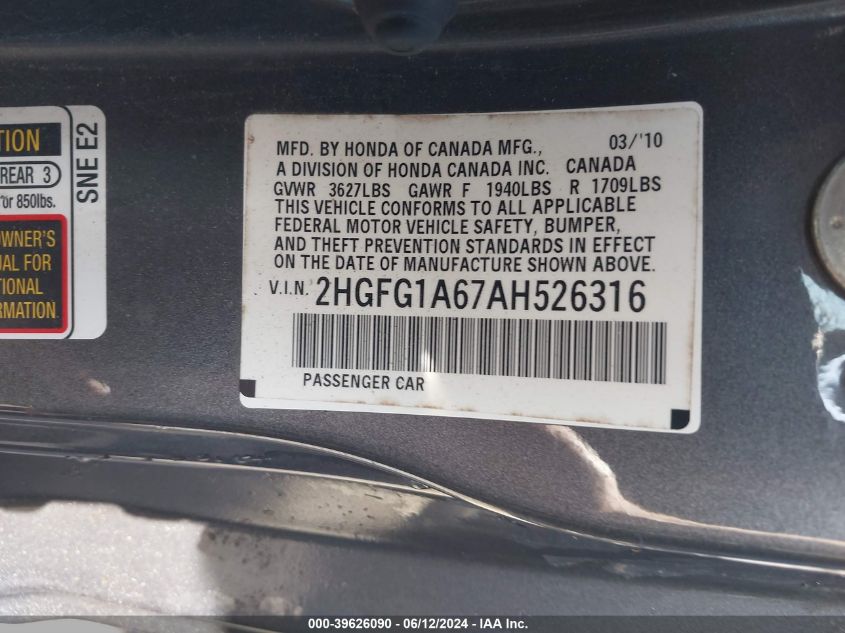 TION
REAR 3
or 850lbs.
OWNER'S
UAL FOR
TIONAL
RMATION
SNE E2
MFD. BY HONDA OF CANADA MFG., 03/'10
A DIVISION OF HONDA CANADA INC. CANADA
GVWR 3627LBS GAWR F 1940LBS R 1709LBS
THIS VEHICLE CONFORMS TO ALL APPLICABLE
FEDERAL MOTOR VEHICLE SAFETY, BUMPER,
AND THEFT PREVENTION STANDARDS IN EFFECT
ON THE DATE OF MANUFACTURE SHOWN ABOVE.
V.I.N. 2HGFG1A67AH526316
PASSENGER CAR
000-39626090 - 06/12/2024 - IAA Inc.